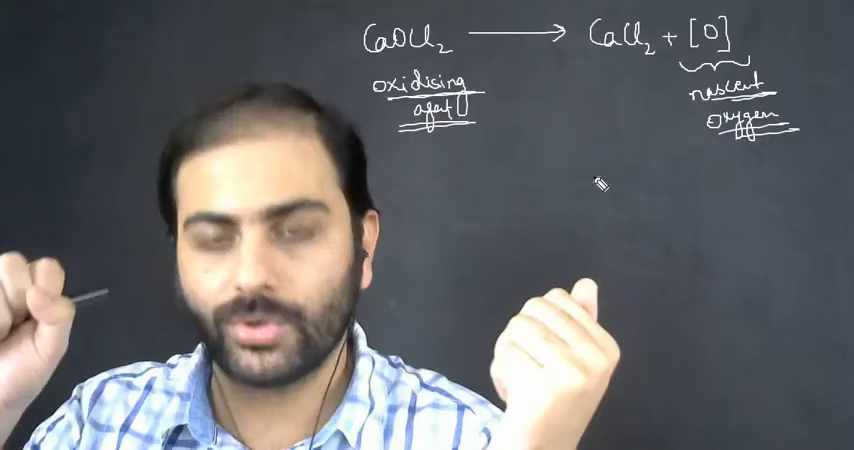 CaOCl₂ ⟶ CaCl₂ + [O]
oxidising
agent
nascent
oxygen